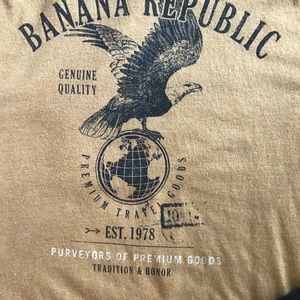 BANANA REPUBLIC
GENUINE
QUALITY
PREMIUM TRAVEL GOODS
EST. 1978
PURVEYORS OF PREMIUM GOODS
TRADITION & HONOR